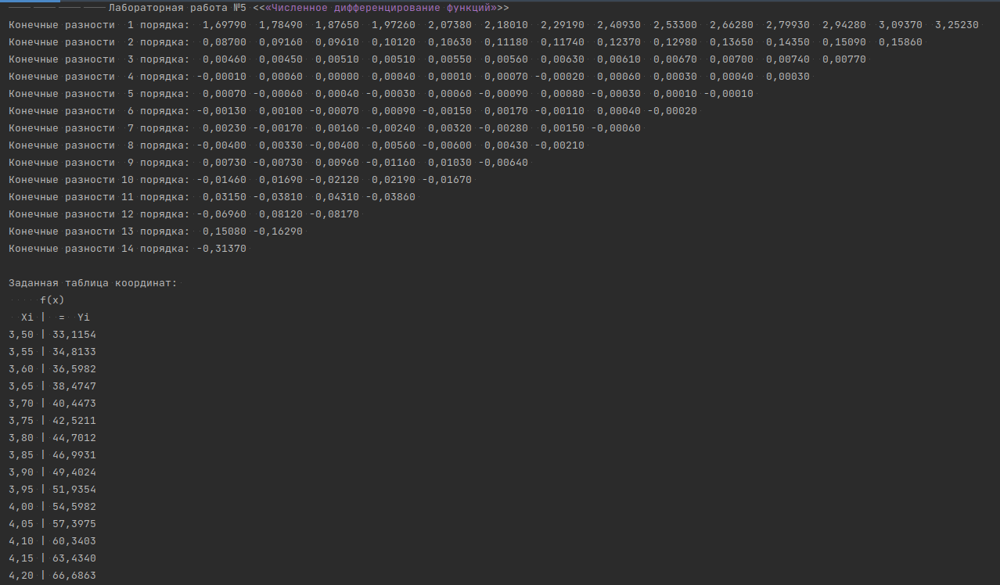 ———— ———— ———— ———— Лабораторная работа №5 <<«Численное дифференцирование функций»>>
Конечные разности  1 порядка:  1,69790  1,78490  1,87650  1,97260  2,07380  2,18010  2,29190  2,40930  2,53300  2,66280  2,79930  2,94280  3,09370  3,25230
Конечные разности  2 порядка:  0,08700  0,09160  0,09610  0,10120  0,10630  0,11180  0,11740  0,12370  0,12980  0,13650  0,14350  0,15090  0,15860
Конечные разности  3 порядка:  0,00460  0,00450  0,00510  0,00510  0,00550  0,00560  0,00630  0,00610  0,00670  0,00700  0,00740  0,00770
Конечные разности  4 порядка: -0,00010  0,00060  0,00000  0,00040  0,00010  0,00070 -0,00020  0,00060  0,00030  0,00040  0,00030
Конечные разности  5 порядка:  0,00070 -0,00060  0,00040 -0,00030  0,00060 -0,00090  0,00080 -0,00030  0,00010 -0,00010
Конечные разности  6 порядка: -0,00130  0,00100 -0,00070  0,00090 -0,00150  0,00170 -0,00110  0,00040 -0,00020
Конечные разности  7 порядка:  0,00230 -0,00170  0,00160 -0,00240  0,00320 -0,00280  0,00150 -0,00060
Конечные разности  8 порядка: -0,00400  0,00330 -0,00400  0,00560 -0,00600  0,00430 -0,00210
Конечные разности  9 порядка:  0,00730 -0,00730  0,00960 -0,01160  0,01030 -0,00640
Конечные разности 10 порядка: -0,01460  0,01690 -0,02120  0,02190 -0,01670
Конечные разности 11 порядка:  0,03150 -0,03810  0,04310 -0,03860
Конечные разности 12 порядка: -0,06960  0,08120 -0,08170
Конечные разности 13 порядка:  0,15080 -0,16290
Конечные разности 14 порядка: -0,31370
Заданная таблица координат:
f(x)
Xi |  =  Yi
3,50 | 33,1154
3,55 | 34,8133
3,60 | 36,5982
3,65 | 38,4747
3,70 | 40,4473
3,75 | 42,5211
3,80 | 44,7012
3,85 | 46,9931
3,90 | 49,4024
3,95 | 51,9354
4,00 | 54,5982
4,05 | 57,3975
4,10 | 60,3403
4,15 | 63,4340
4,20 | 66,6863